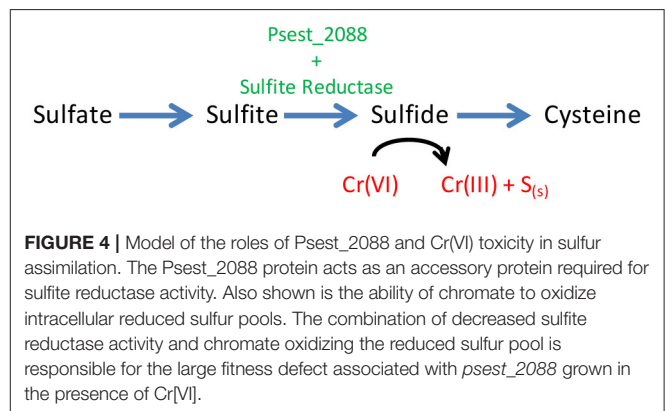 Psest_2088
+
Sulfite Reductase
Sulfate Sulfite Sulfide Cysteine
Cr(VI) Cr(III) + S(s)
FIGURE 4 | Model of the roles of Psest_2088 and Cr(VI) toxicity in sulfur
assimilation. The Psest_2088 protein acts as an accessory protein required for
sulfite reductase activity. Also shown is the ability of chromate to oxidize
intracellular reduced sulfur pools. The combination of decreased sulfite
reductase activity and chromate oxidizing the reduced sulfur pool is
responsible for the large fitness defect associated with psest_2088 grown in
the presence of Cr[VI].